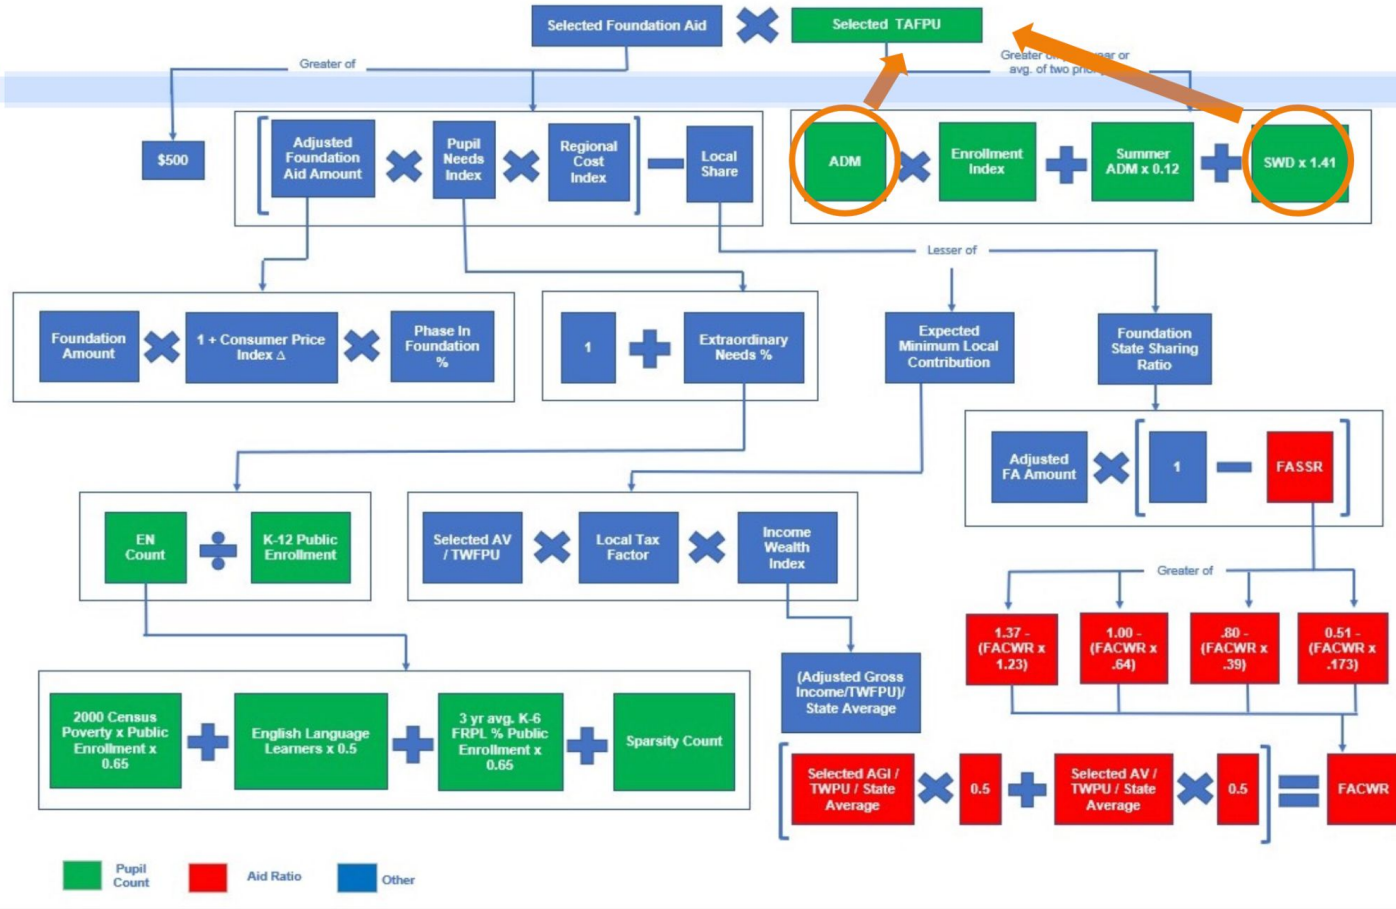 Selected Foundation Aid
Selected TAFPU
Greater of
Greater of
year or
avg. of two
$500
Adjusted
Foundation
Aid Amount
Pupil
Needs
Index
Regional
Cost
Index
Local
Share
ADM
Enrollment
Index
Summer
ADM x 0.12
SWD x 1.41
Lesser of
Foundation
Amount
1 + Consumer Price
Index Δ
Phase In
Foundation
%
1
Extraordinary
Needs %
Expected
Minimum Local
Contribution
Foundation
State Sharing
Ratio
Adjusted
FA Amount
1
FASSR
EN
Count
K-12 Public
Enrollment
Selected AV
/ TWFPU
Local Tax
Factor
Income
Wealth
Index
Greater of
1.37 -
(FACWR x
1.23)
1.00 -
(FACWR x
.64)
.80 -
(FACWR x
.39)
0.51 -
(FACWR x
.173)
2000 Census
Poverty x Public
Enrollment x
0.65
English Language
Learners x 0.5
3 yr avg. K-6
FRPL % Public
Enrollment x
0.65
Sparsity Count
(Adjusted Gross
Income/TWFPU)/
State Average
Selected AGI /
TWPU / State
Average
0.5
Selected AV /
TWPU / State
Average
0.5
FACWR
Pupil
Count
Aid Ratio
Other